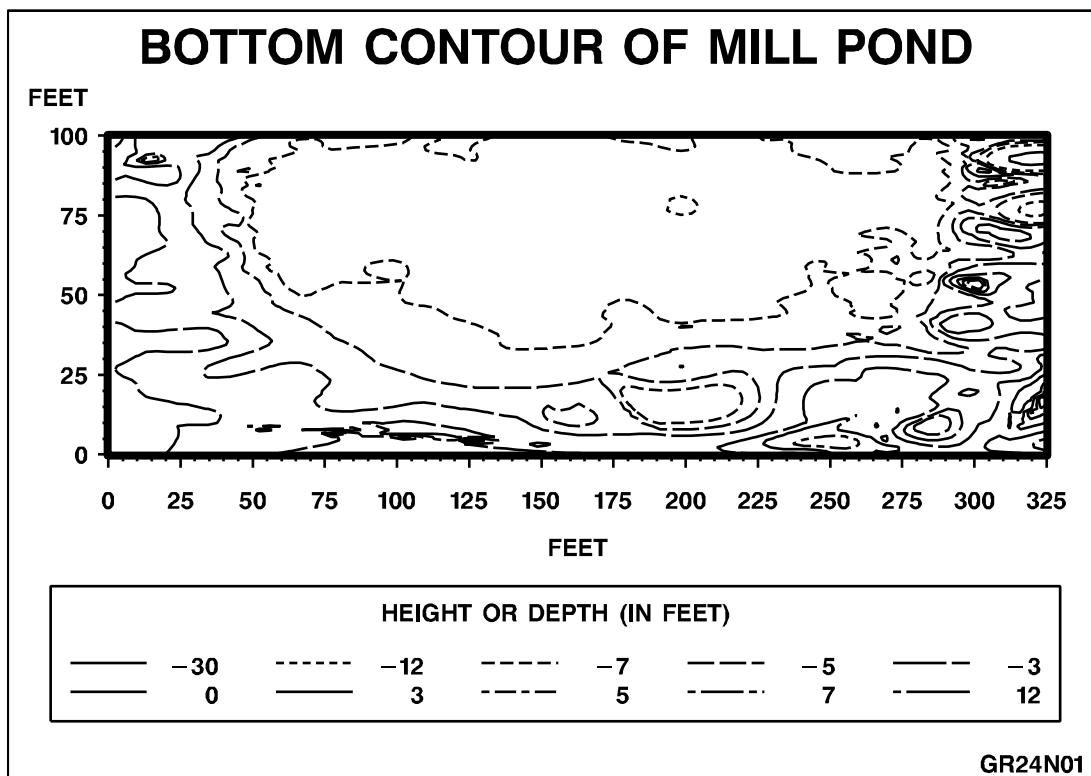 BOTTOM CONTOUR OF MILL POND
FEET
100
75
50
25
0
0 25 50 75 100 125 150 175 200 225 250 275 300 325
FEET
HEIGHT OR DEPTH (IN FEET)
−30 −12 −7 −5 −3
0 3 5 7 12
GR24N01